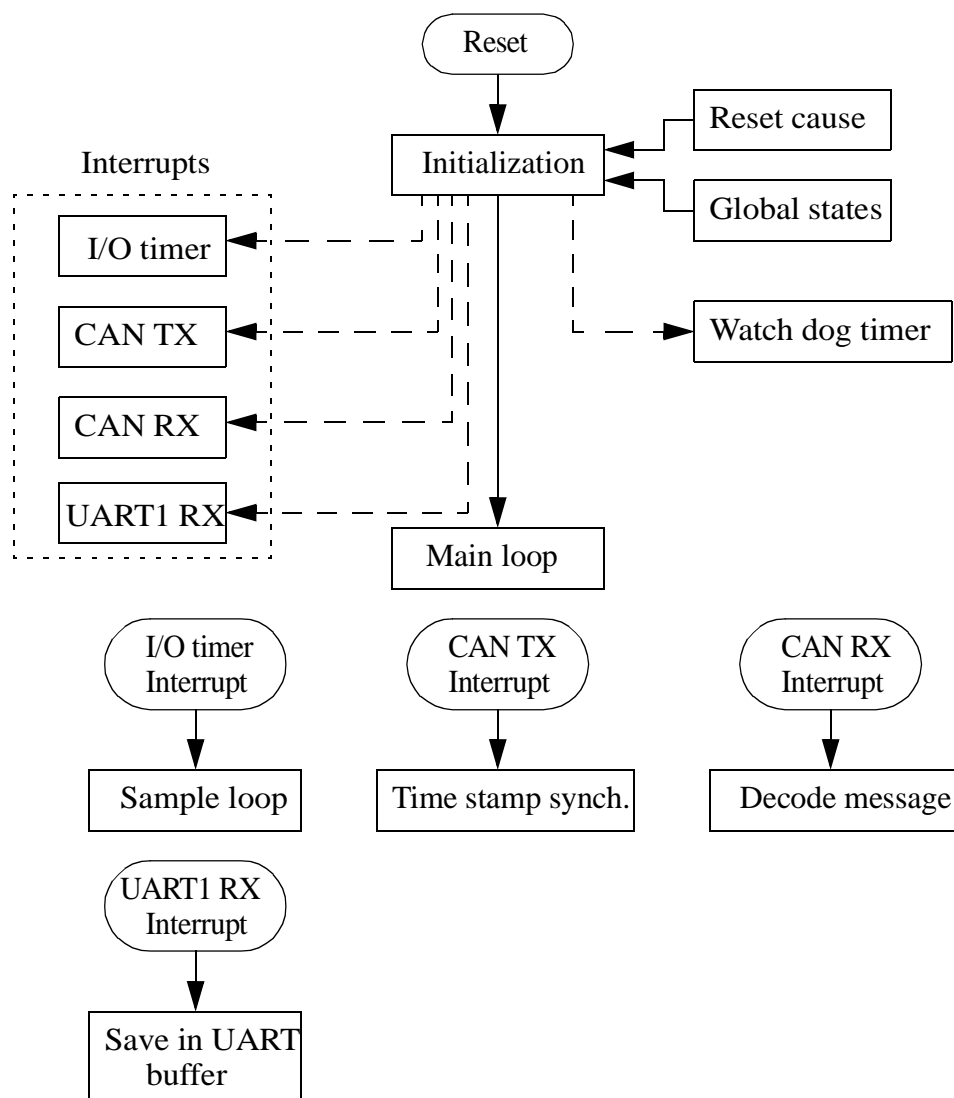 Reset
Reset cause
Initialization
Interrupts
Global states
I/O timer
CAN TX
Watch dog timer
CAN RX
UART1 RX
Main loop
I/O timer
Interrupt
CAN TX
Interrupt
CAN RX
Interrupt
Sample loop
Time stamp synch.
Decode message
UART1 RX
Interrupt
Save in UART
buffer